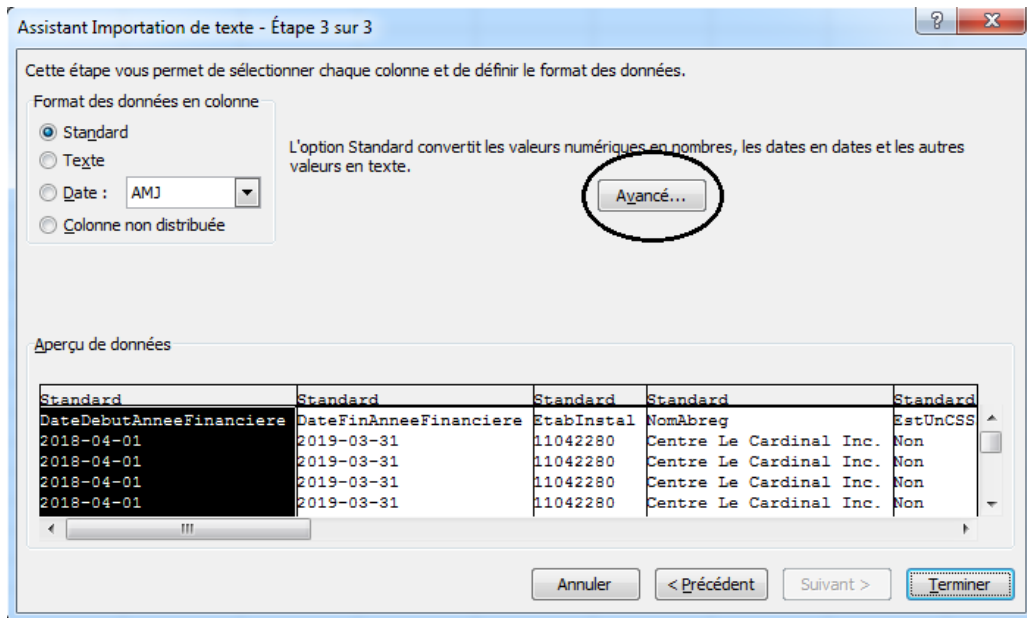 Assistant Importation de texte - Étape 3 sur 3
Cette étape vous permet de sélectionner chaque colonne et de définir le format des données.
Format des données en colonne
Standard
Texte
Date : AMJ
Colonne non distribuée
L'option Standard convertit les valeurs numériques en nombres, les dates en dates et les autres
valeurs en texte.
Avancé...
Aperçu de données
Standard Standard Standard Standard Standard
DateDebutAnneeFinanciere DateFinAnneeFinanciere EtabInstal NomAbreg EstUnCSS
2018-04-01 2019-03-31 11042280 Centre Le Cardinal Inc. Non
2018-04-01 2019-03-31 11042280 Centre Le Cardinal Inc. Non
2018-04-01 2019-03-31 11042280 Centre Le Cardinal Inc. Non
2018-04-01 2019-03-31 11042280 Centre Le Cardinal Inc. Non
Annuler < Précédent Suivant > Terminer